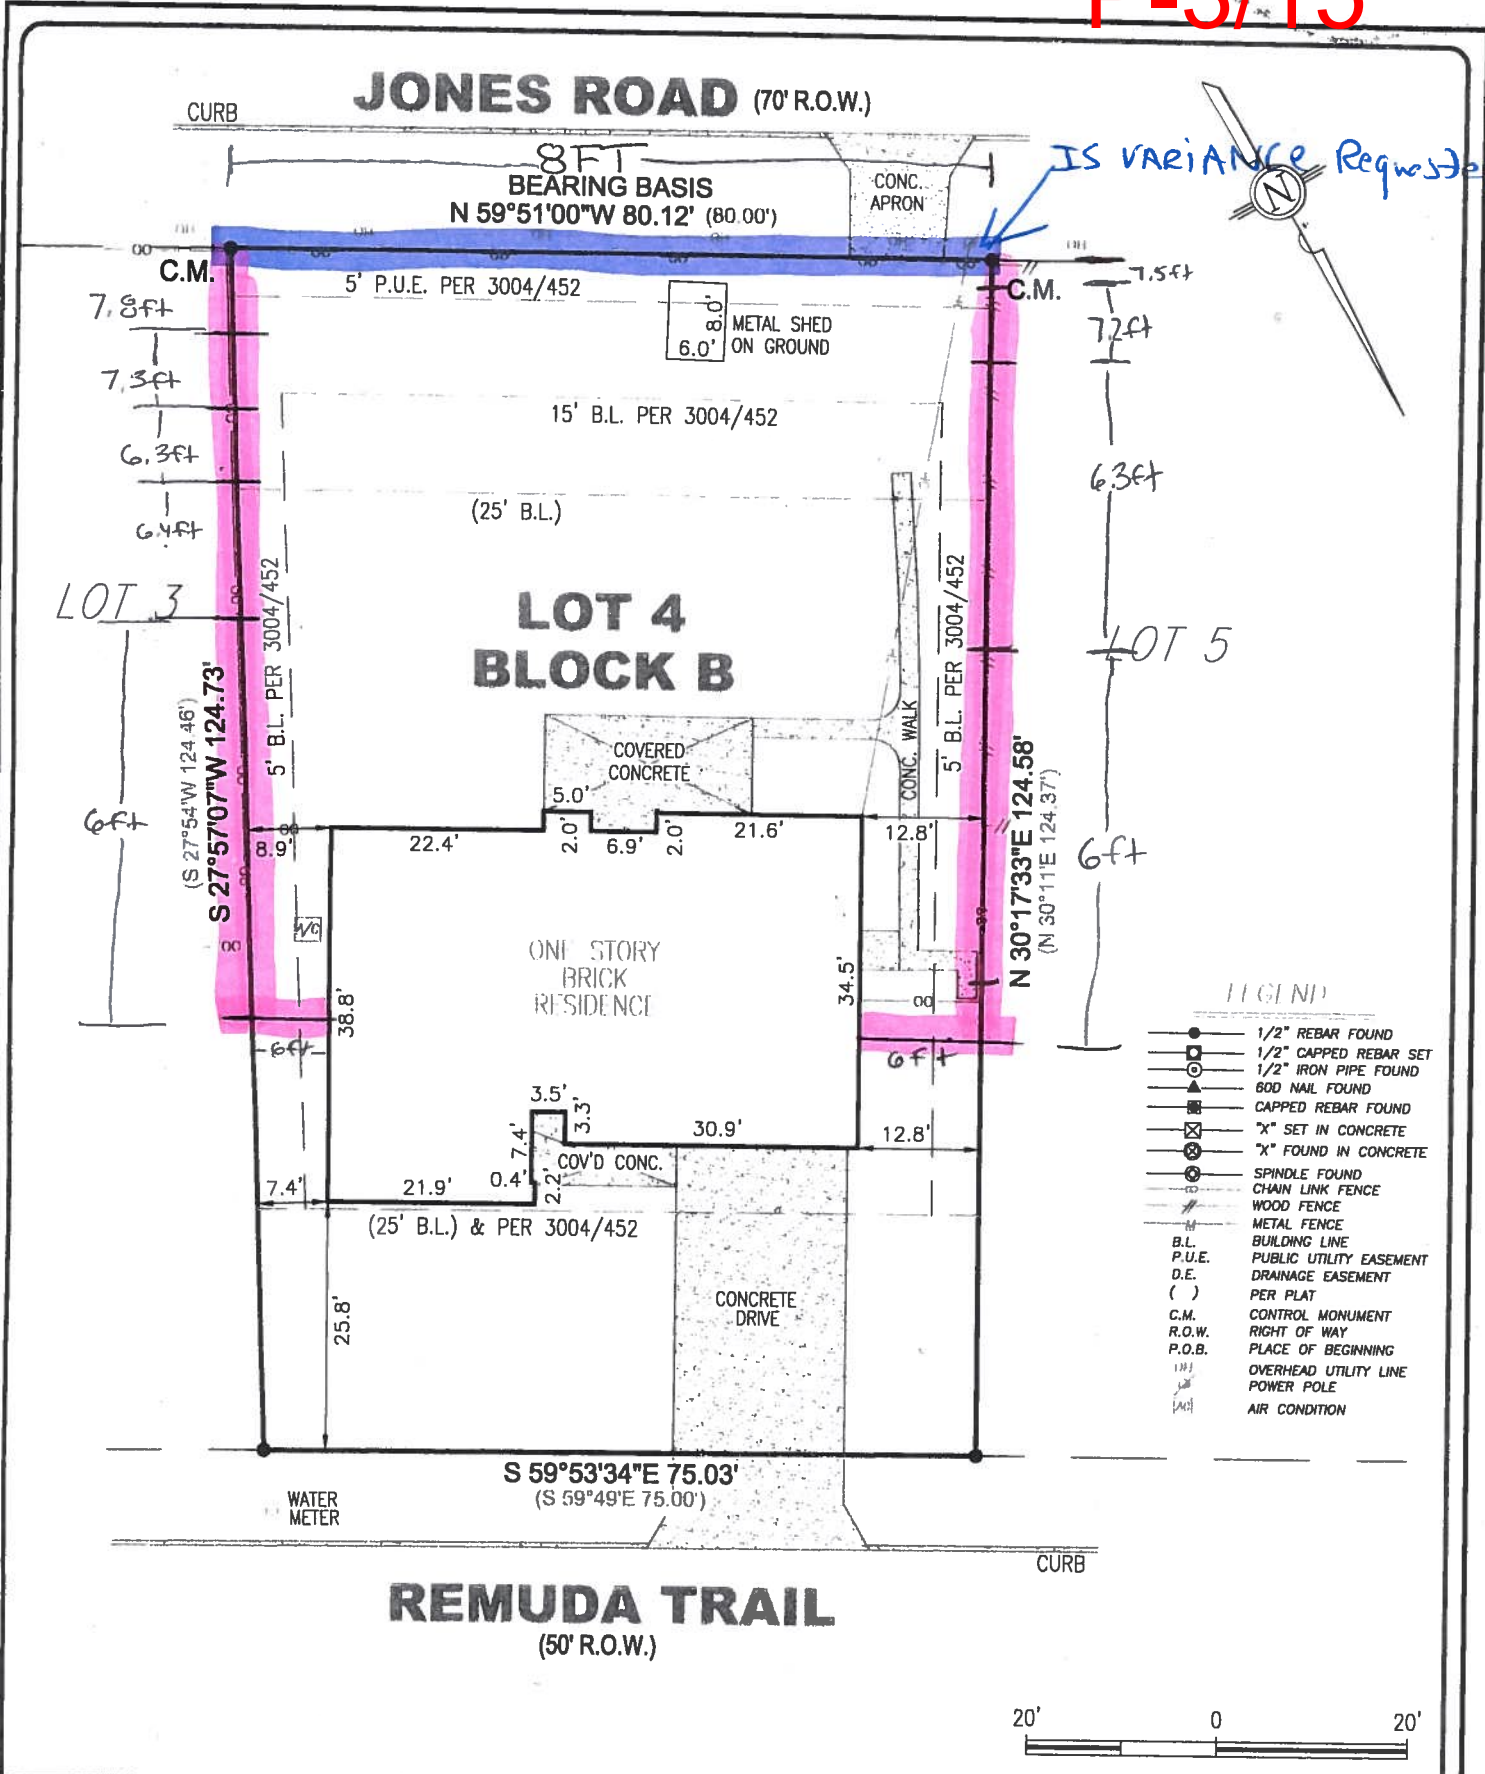 JONES ROAD (70' R.O.W.)
CURB
8FT
IS VARIANCE Requeste
BEARING BASIS
N 59°51'00"W 80.12' (80.00')
CONC.
APRON
N
C.M.
5' P.U.E. PER 3004/452
C.M.
7.5ft
7.8ft
7.2ft
8.0'
6.0'
METAL SHED
ON GROUND
7.3ft
15' B.L. PER 3004/452
6.3ft
6.3ft
(25' B.L.)
6.4ft
LOT 3
LOT 4
BLOCK B
LOT 5
5' B.L. PER 3004/452
5' B.L. PER 3004/452
S 27°57'07"W 124.73'
(S 27°54'W 124.46')
N 30°17'33"E 124.58'
(N 30°11'E 124.37')
CONC. WALK
COVERED
CONCRETE
5.0'
6ft
8.9'
22.4'
2.0'
6.9'
2.0'
21.6'
12.8'
6ft
A/C
ONE STORY
BRICK
RESIDENCE
38.8'
34.5'
6ft
6ft
3.5'
3.3'
7.4'
30.9'
12.8'
COV'D CONC.
7.4'
21.9'
0.4'
2.2'
(25' B.L.) & PER 3004/452
25.8'
CONCRETE
DRIVE
S 59°53'34"E 75.03'
(S 59°49'E 75.00')
WATER
METER
CURB
REMUDA TRAIL
(50' R.O.W.)
LEGEND
1/2" REBAR FOUND
1/2" CAPPED REBAR SET
1/2" IRON PIPE FOUND
60D NAIL FOUND
CAPPED REBAR FOUND
"X" SET IN CONCRETE
"X" FOUND IN CONCRETE
SPINDLE FOUND
CHAIN LINK FENCE
WOOD FENCE
METAL FENCE
B.L. BUILDING LINE
P.U.E. PUBLIC UTILITY EASEMENT
D.E. DRAINAGE EASEMENT
( ) PER PLAT
C.M. CONTROL MONUMENT
R.O.W. RIGHT OF WAY
P.O.B. PLACE OF BEGINNING
OVERHEAD UTILITY LINE
POWER POLE
AIR CONDITION
20' 0 20'